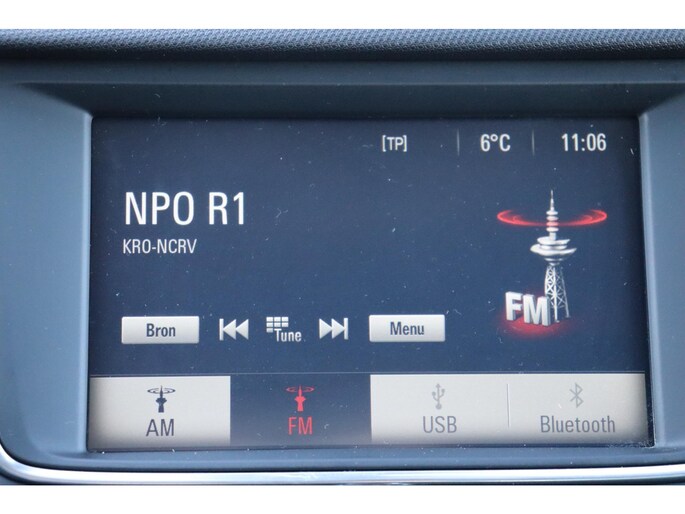 [TP] 6°C 11:06
NPO R1
KRO-NCRV
FM
Bron Tune Menu
AM FM USB Bluetooth